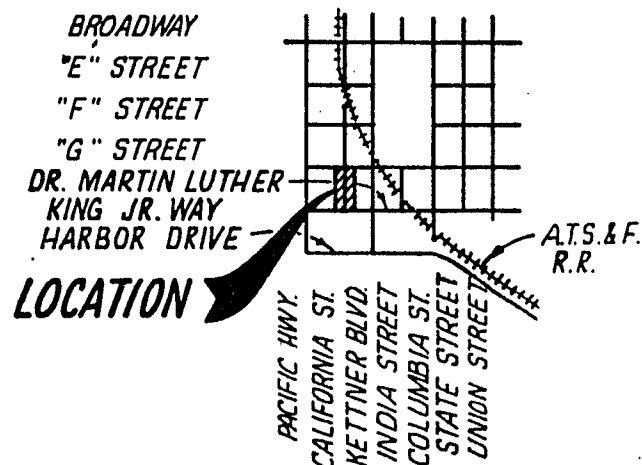 BROADWAY
"E" STREET
"F" STREET
"G" STREET
DR. MARTIN LUTHER
KING JR. WAY
HARBOR DRIVE
LOCATION
A.T.S.&F.
R.R.
PACIFIC HWY.
CALIFORNIA ST.
KETTNER BLVD.
INDIA STREET
COLUMBIA ST.
STATE STREET
UNION STREET